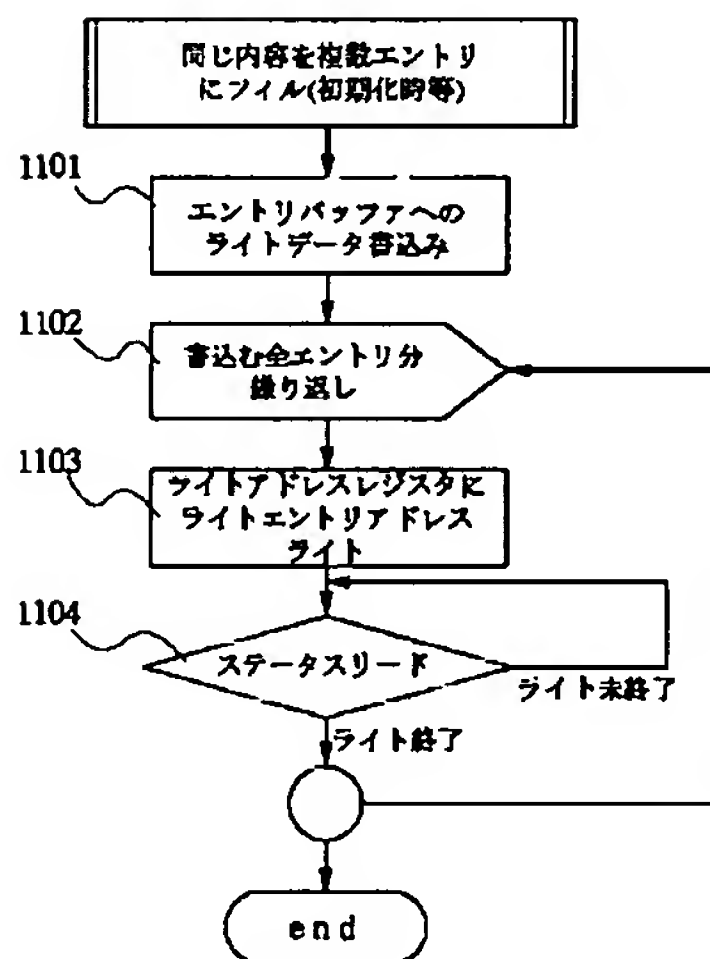 同じ内容を複数エントリ
にフィル(初期化時等)
1101
エントリバッファへの
ライトデータ書込み
1102
書込む全エントリ分
繰り返し
1103
ライトアドレスレジスタに
ライトエントリアドレス
ライト
1104
ステータスリード
ライト未終了
ライト終了
end